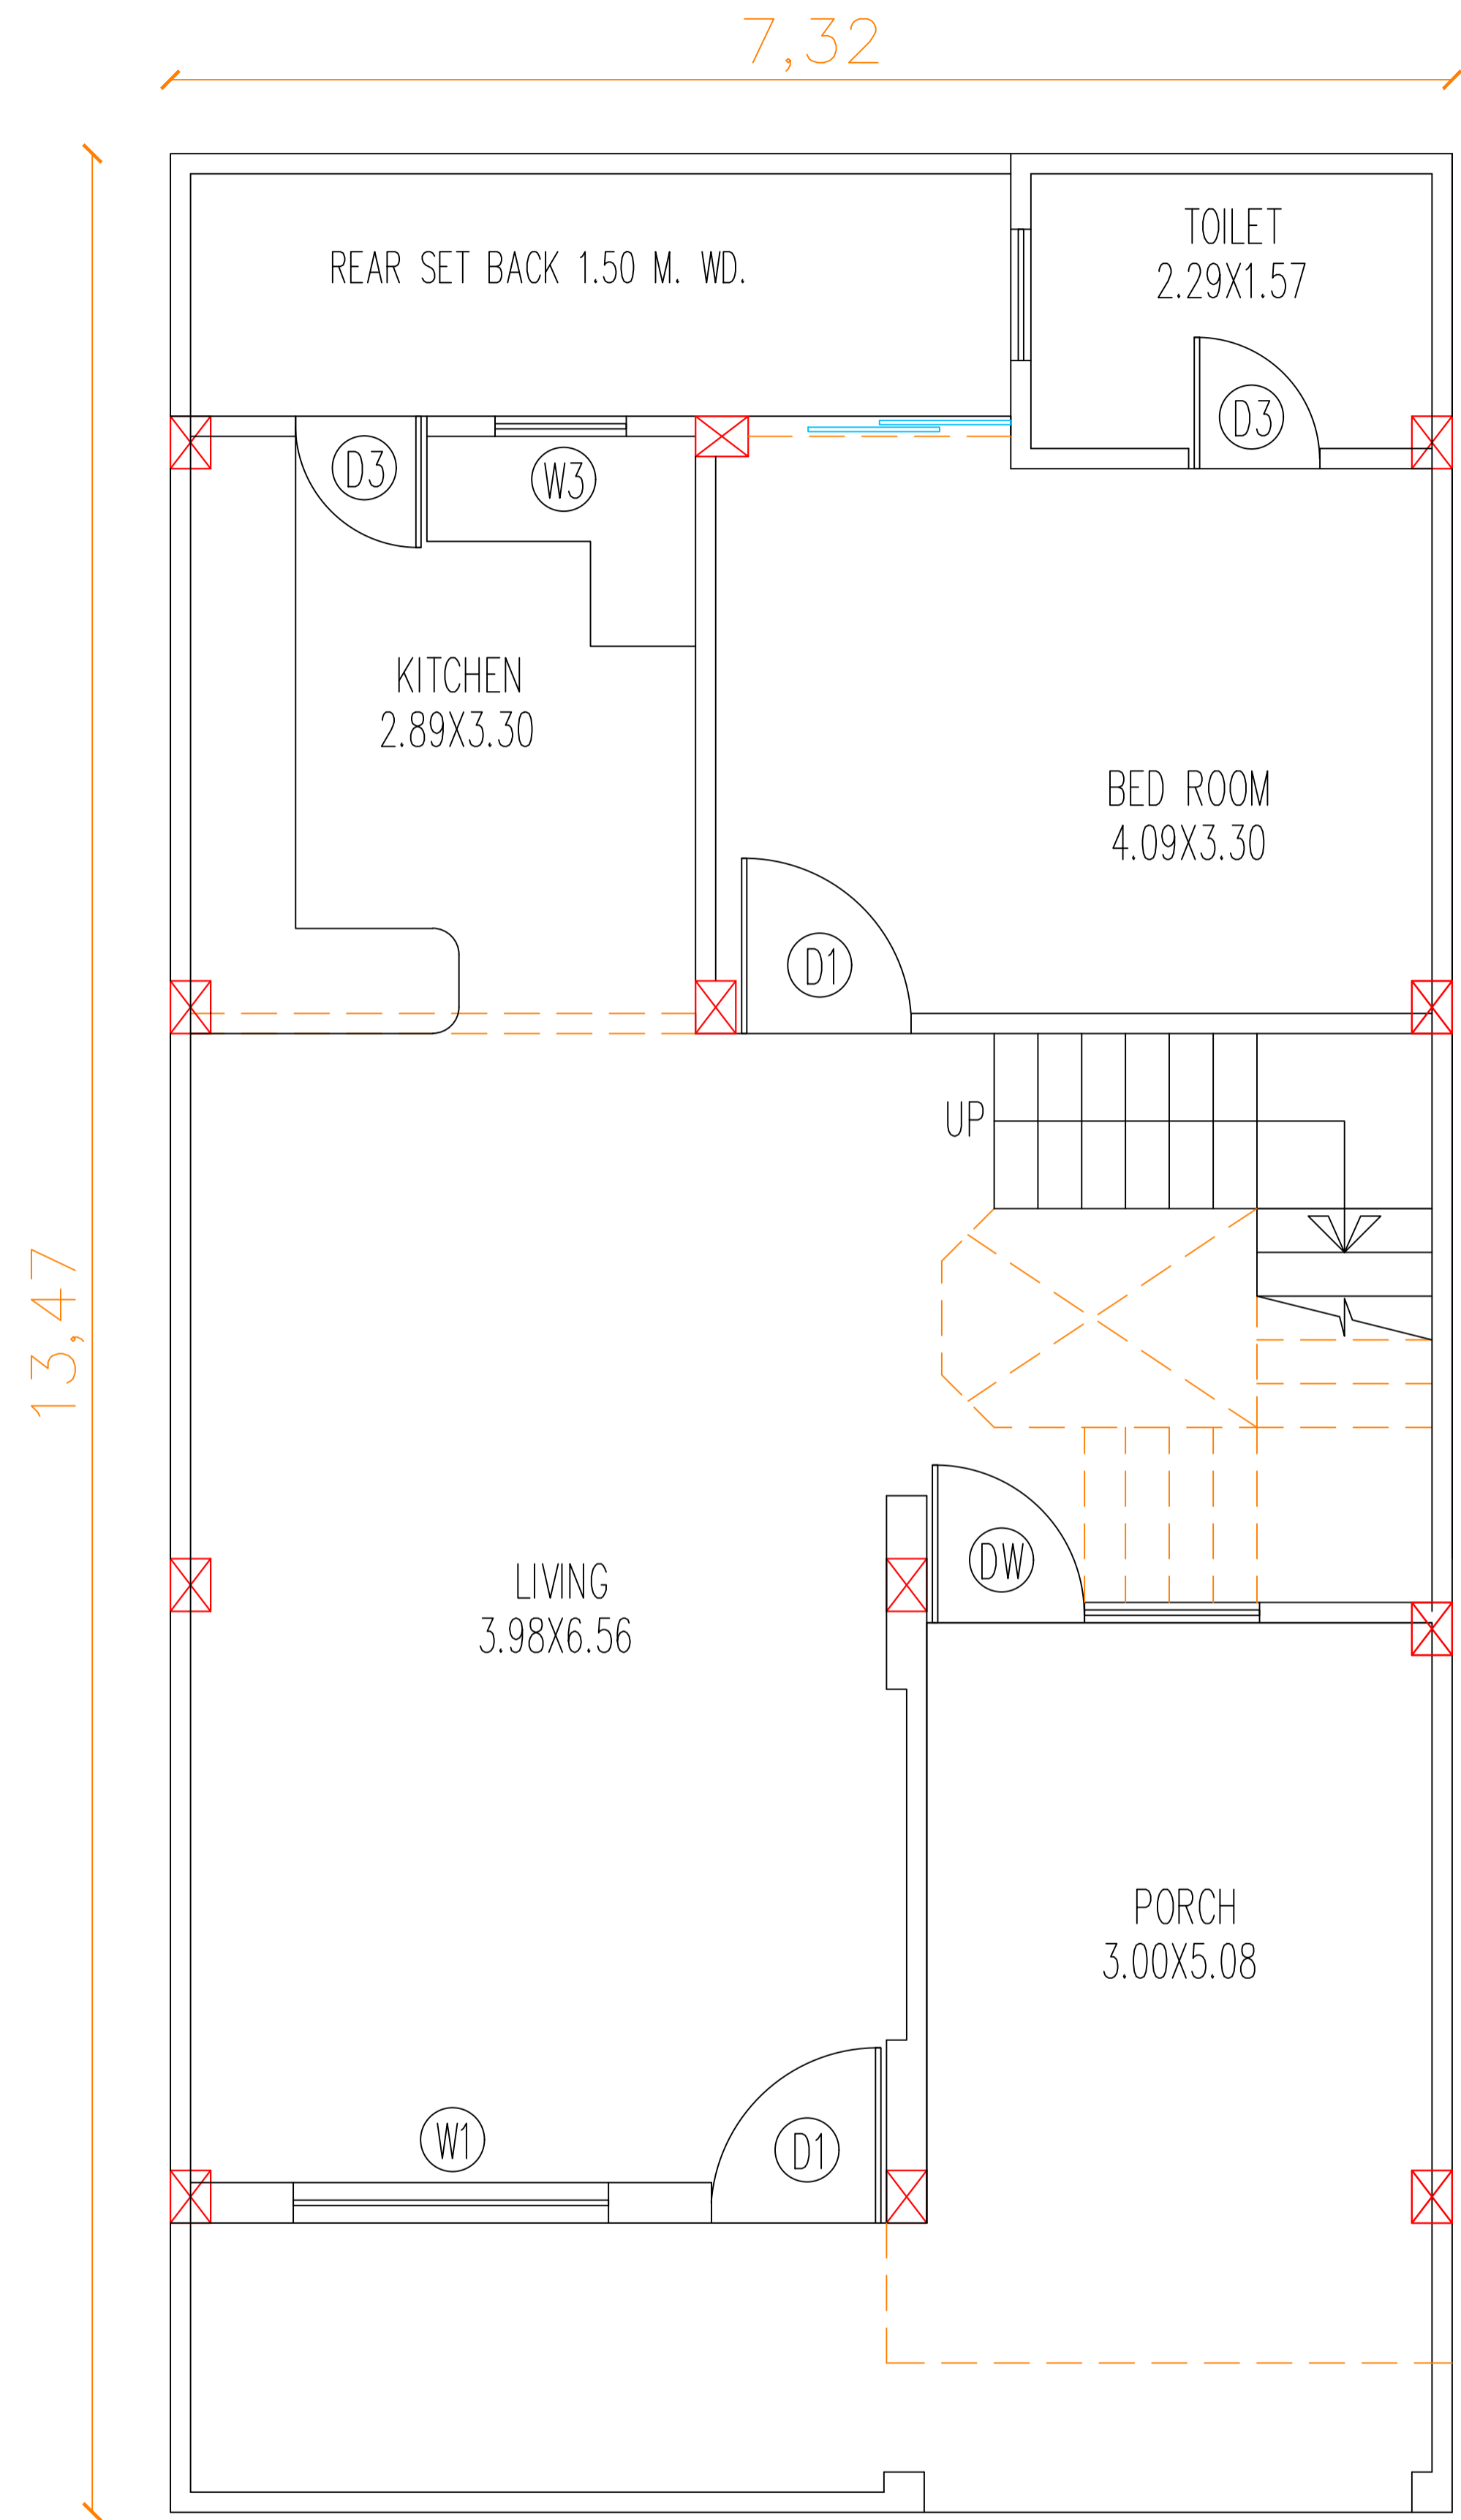 7,32
TOILET
2.29X1.57
REAR SET BACK 1.50 M. WD.
D3
D3
W3
KITCHEN
2.89X3.30
BED ROOM
4.09X3.30
D1
UP
13,47
DW
LIVING
3.98X6.56
PORCH
3.00X5.08
W1
D1